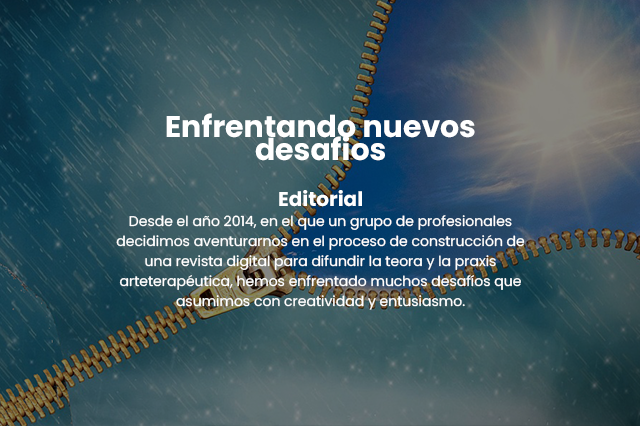 Enfrentando nuevos
desafios
Editorial
Desde el año 2014, en el que un grupo de profesionales
decidimos aventurarnos en el proceso de construcción de
una revista digital para difundir la teora y la praxis
arteterapéutica, hemos enfrentado muchos desafíos que
asumimos con creatividad y entusiasmo.